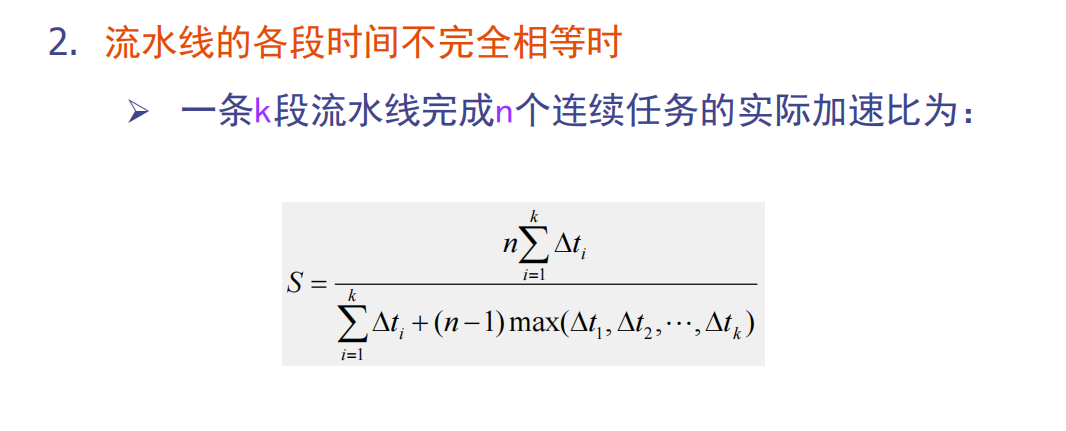 2. 流水线的各段时间不完全相等时
➢ 一条k段流水线完成n个连续任务的实际加速比为：
$S = \frac{n\sum_{i=1}^{k} \Delta t_i}{\sum_{i=1}^{k} \Delta t_i + (n-1)\max(\Delta t_1, \Delta t_2, \cdots, \Delta t_k)}$